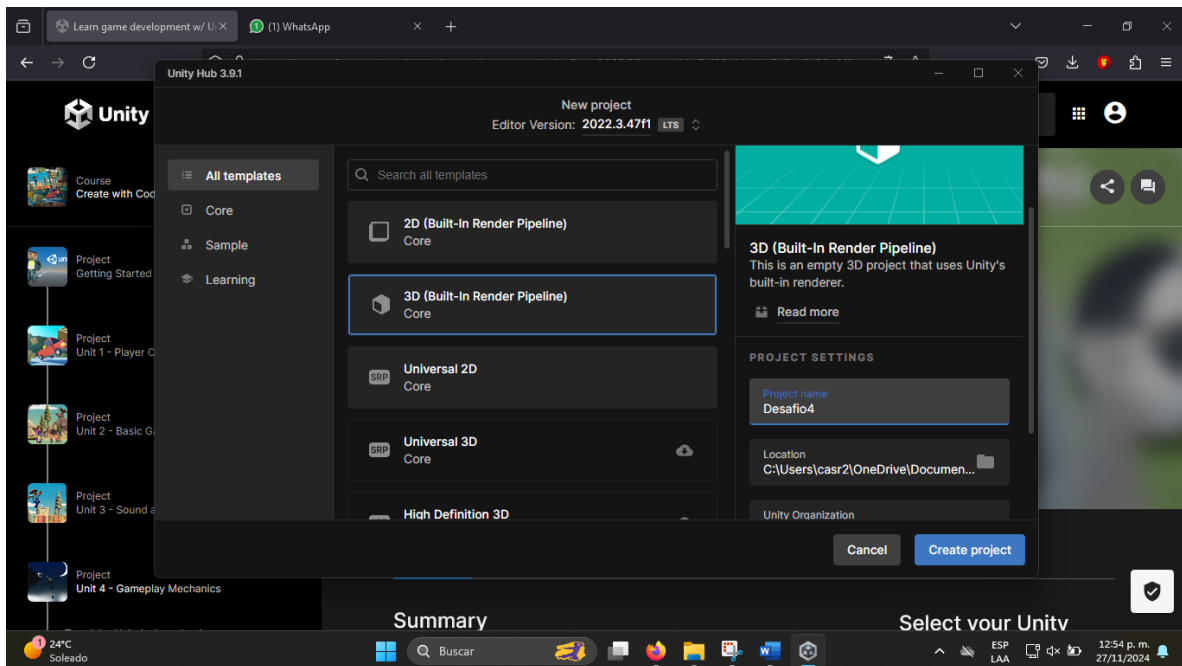 Learn game development w/ U
(1) WhatsApp
Unity Hub 3.9.1
Unity
New project
Editor Version: 2022.3.47f1 LTS
Course
Create with Cod
Project
Getting Started
Project
Unit 1 - Player C
Project
Unit 2 - Basic Ga
Project
Unit 3 - Sound a
Project
Unit 4 - Gameplay Mechanics
All templates
Core
Sample
Learning
Search all templates
2D (Built-In Render Pipeline)
Core
3D (Built-In Render Pipeline)
Core
SRP
Universal 2D
Core
SRP
Universal 3D
Core
High Definition 3D
3D (Built-In Render Pipeline)
This is an empty 3D project that uses Unity's
built-in renderer.
Read more
PROJECT SETTINGS
Project name
Desafio4
Location
C:\Users\casr2\OneDrive\Documen...
Unity Organization
Cancel
Create project
Summary
Select your Unity
1
24°C
Soleado
Buscar
ESP
LAA
12:54 p. m.
27/11/2024